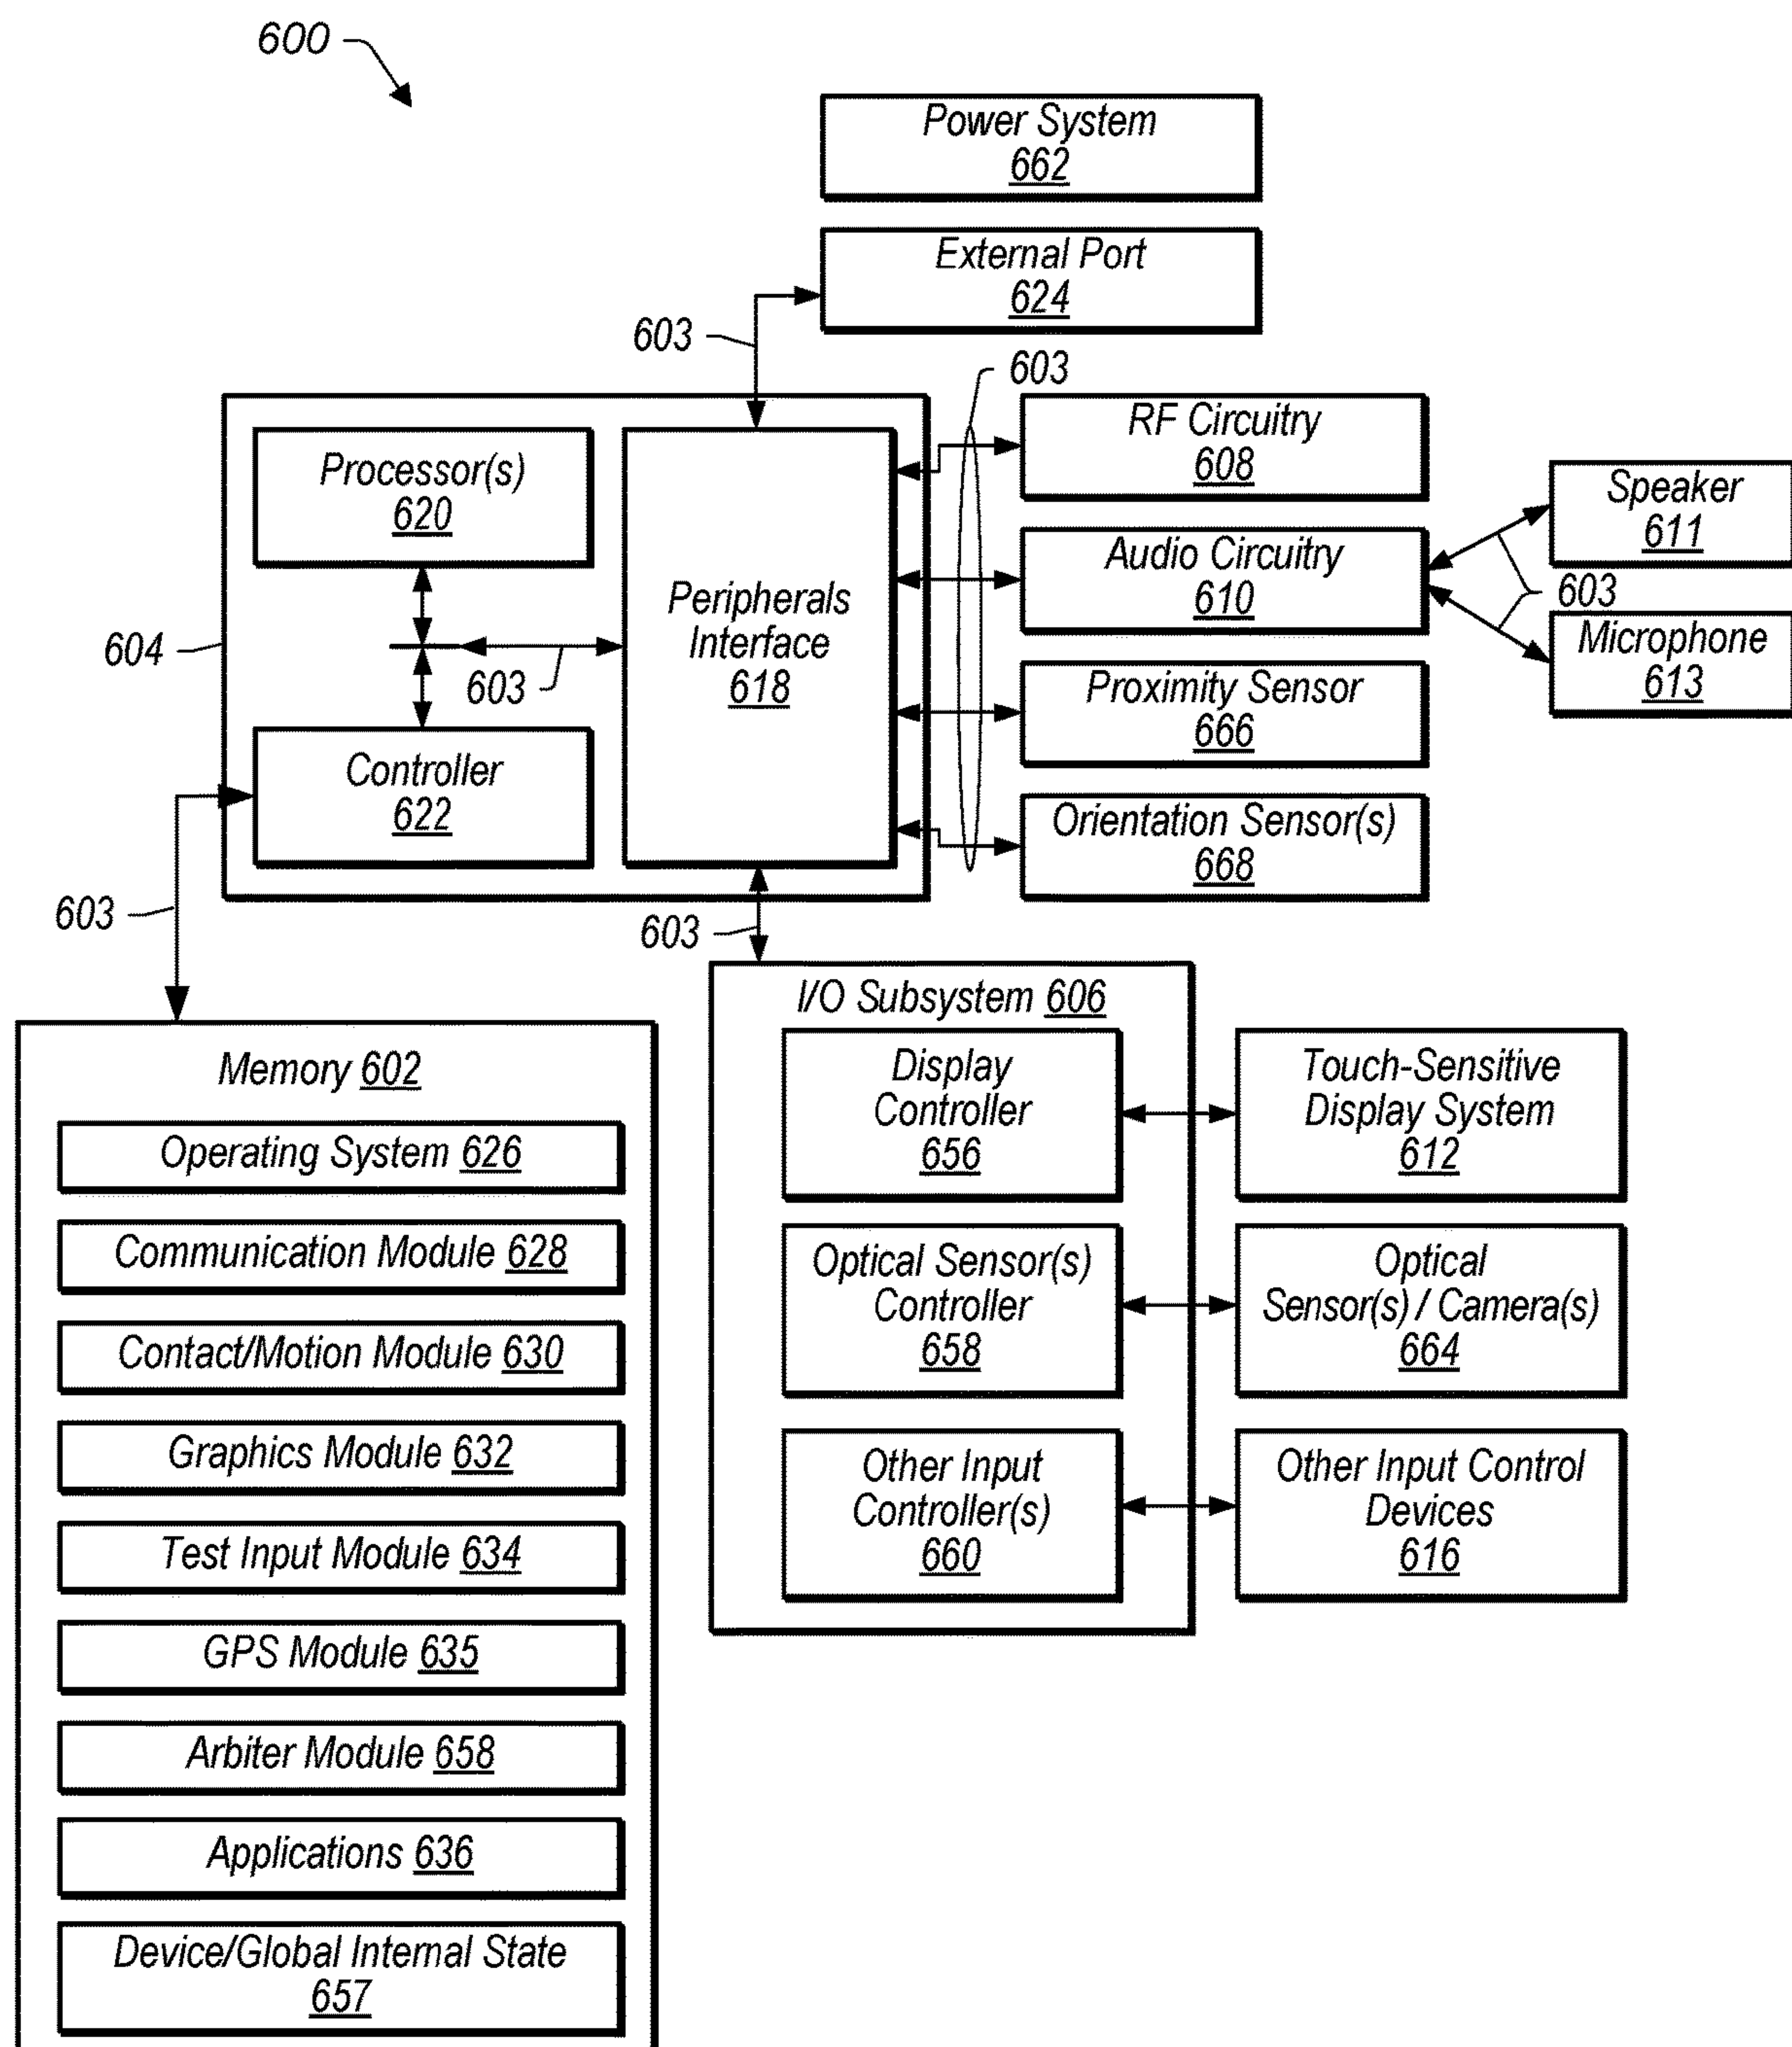 600
Power System
662
External Port
624
603
603
RF Circuitry
608
Processor(s)
620
Speaker
611
Audio Circuitry
610
Peripherals
Interface
618
603
604
603
Microphone
613
Proximity Sensor
666
Controller
622
Orientation Sensor(s)
668
603
603
I/O Subsystem 606
Display
Controller
656
Touch-Sensitive
Display System
612
Optical Sensor(s)
Controller
658
Optical
Sensor(s) / Camera(s)
664
Other Input
Controller(s)
660
Other Input Control
Devices
616
Memory 602
Operating System 626
Communication Module 628
Contact/Motion Module 630
Graphics Module 632
Test Input Module 634
GPS Module 635
Arbiter Module 658
Applications 636
Device/Global Internal State
657